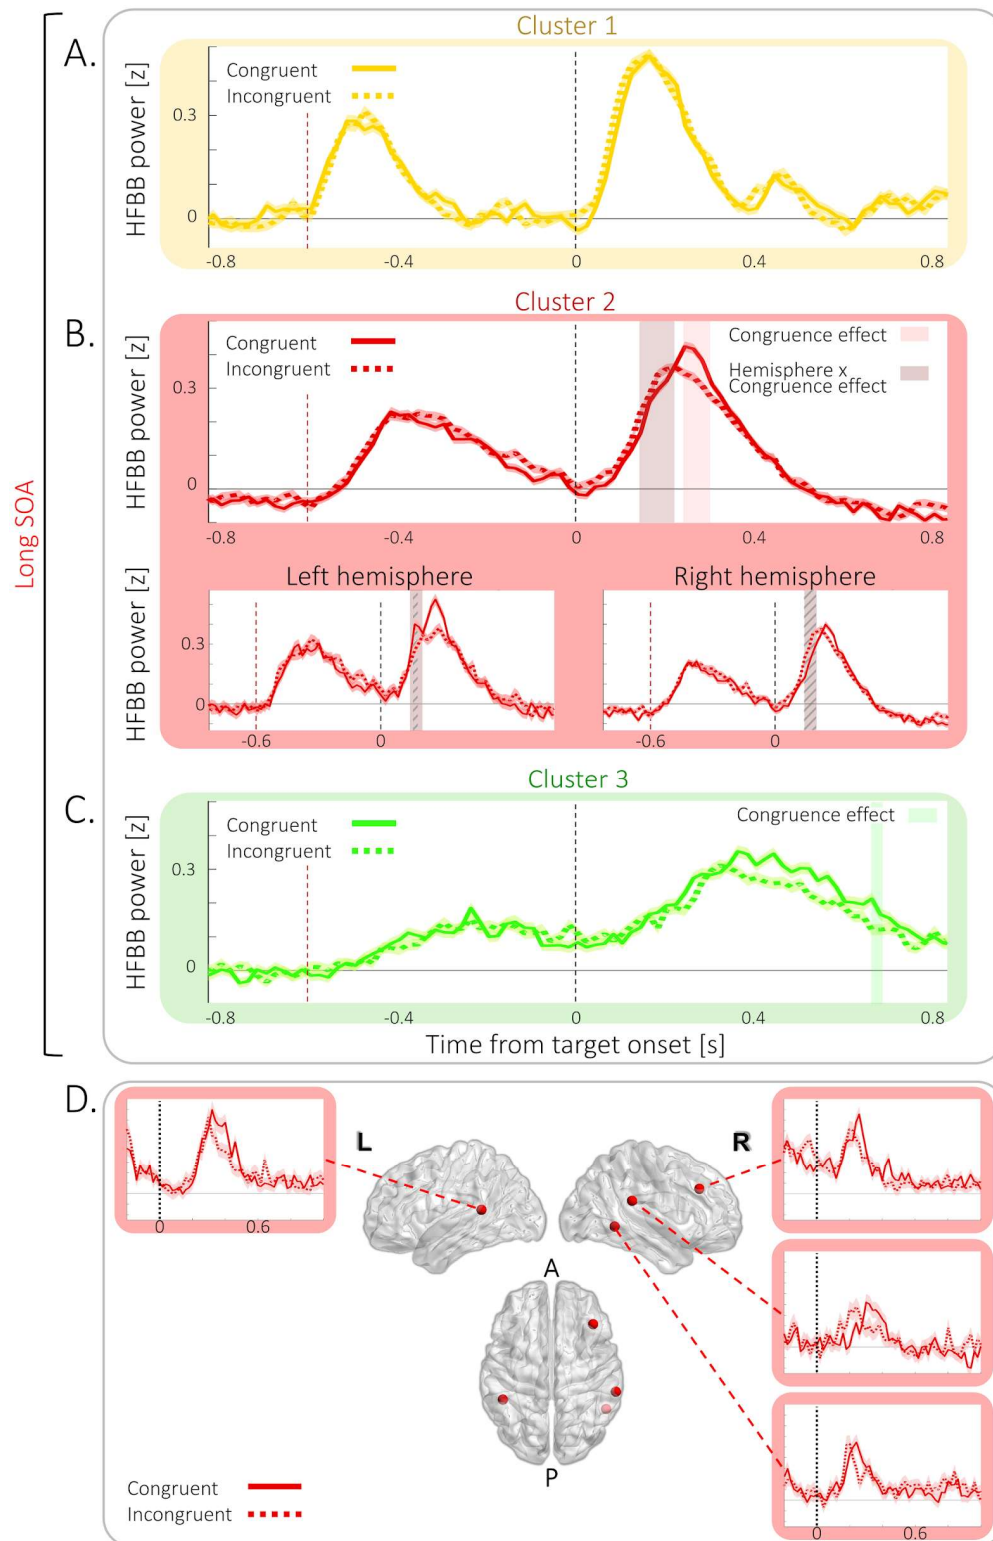 A.
Cluster 1
HFBB power [z]
Congruent
Incongruent
0.3
0
-0.8
-0.4
0
0.4
0.8
Long SOA
B.
Cluster 2
HFBB power [z]
Congruent
Incongruent
Congruence effect
Hemisphere x
Congruence effect
0.3
0
-0.8
-0.4
0
0.4
0.8
Left hemisphere
Right hemisphere
HFBB power [z]
0.3
0
-0.6
0
-0.6
0
C.
Cluster 3
HFBB power [z]
Congruent
Incongruent
Congruence effect
0.3
0
-0.8
-0.4
0
0.4
0.8
Time from target onset [s]
D.
L
R
0
0.6
A
P
Congruent
Incongruent
0
0.6